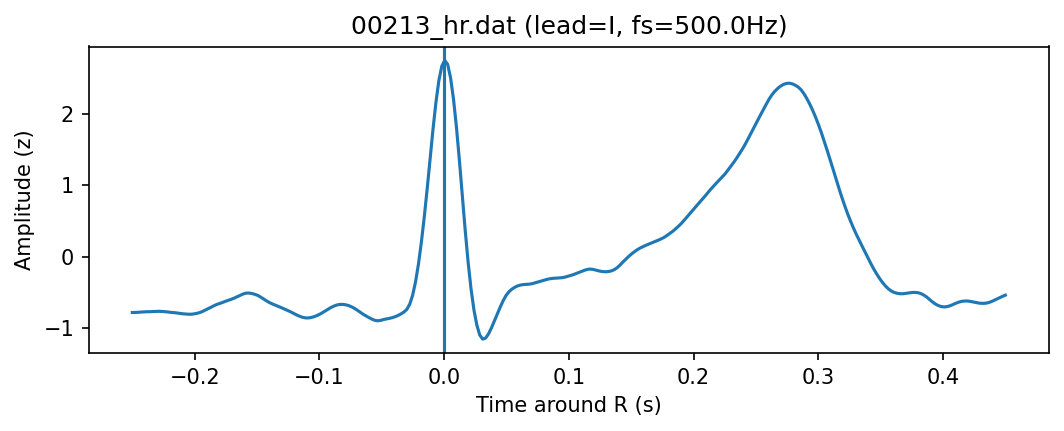 00213_hr.dat (lead=I, fs=500.0Hz)
Amplitude (z)
2
1
0
−1
−0.2 −0.1 0.0 0.1 0.2 0.3 0.4
Time around R (s)